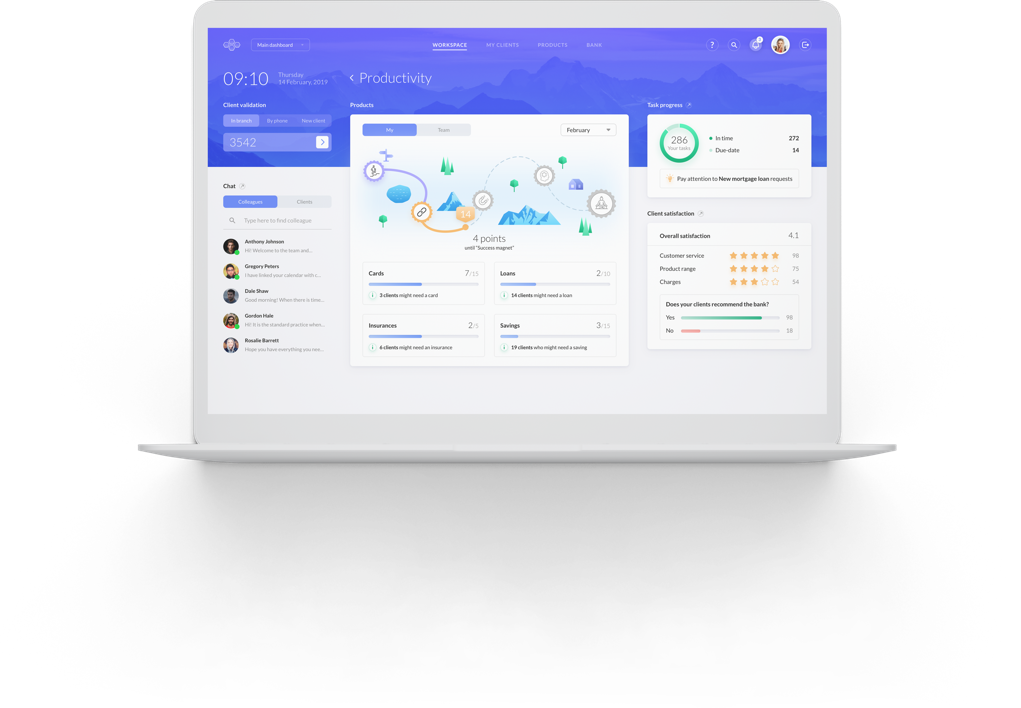 Main dashboard
WORKSPACE
MY CLIENTS
PRODUCTS
BANK
?
09:10
Thursday
14 February, 2019
< Productivity
Client validation
In branch
By phone
New client
3542
>
Chat
Colleagues
Clients
Type here to find colleague
Anthony Johnson
Hi! Welcome to the team and...
Gregory Peters
I have linked your calendar with c...
Dale Shaw
Good morning! When there is time...
Gordon Hale
Hi! It is the standard practice when...
Rosalie Barrett
Hope you have everything you nee...
Products
My
Team
February
14
4 points
until "Success magnet"
Cards
7/15
3 clients might need a card
Loans
2/10
14 clients might need a loan
Insurances
2/5
6 clients might need an insurance
Savings
3/15
19 clients who might need a saving
Task progress
286
Your tasks
In time
272
Due-date
14
Pay attention to New mortgage loan requests
Client satisfaction
Overall satisfaction
4.1
Customer service
98
Product range
75
Charges
54
Does your clients recommend the bank?
Yes
98
No
18